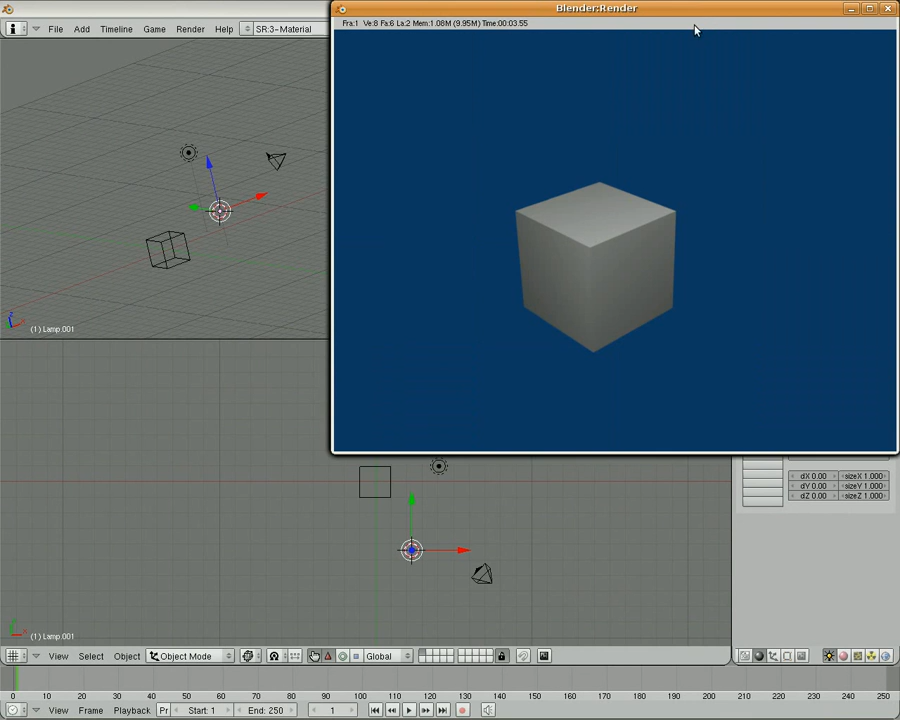 Blender:Render
Fra:1 Ve:8 Fa:6 La:2 Mem:1.08M (9.95M) Time:00:03.55
File Add Timeline Game Render Help SR:3-Material
(1) Lamp.001
dX 0.00 sizeX 1.000
dY 0.00 sizeY 1.000
dZ 0.00 sizeZ 1.000
(1) Lamp.001
View Select Object Object Mode Global
0 10 20 30 40 50 60 70 80 90 100 110 120 130 140 150 160 170 180 190 200 210 220 230 240 250
View Frame Playback Pr Start: 1 End: 250 1